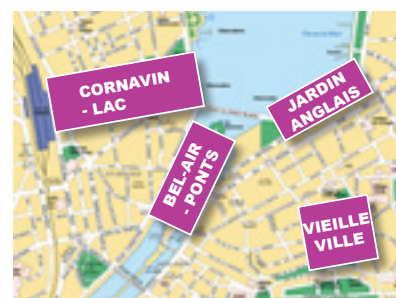 CORNAVIN
- LAC
JARDIN
ANGLAIS
BEL-AIR
- PONTS
VIEILLE
VILLE